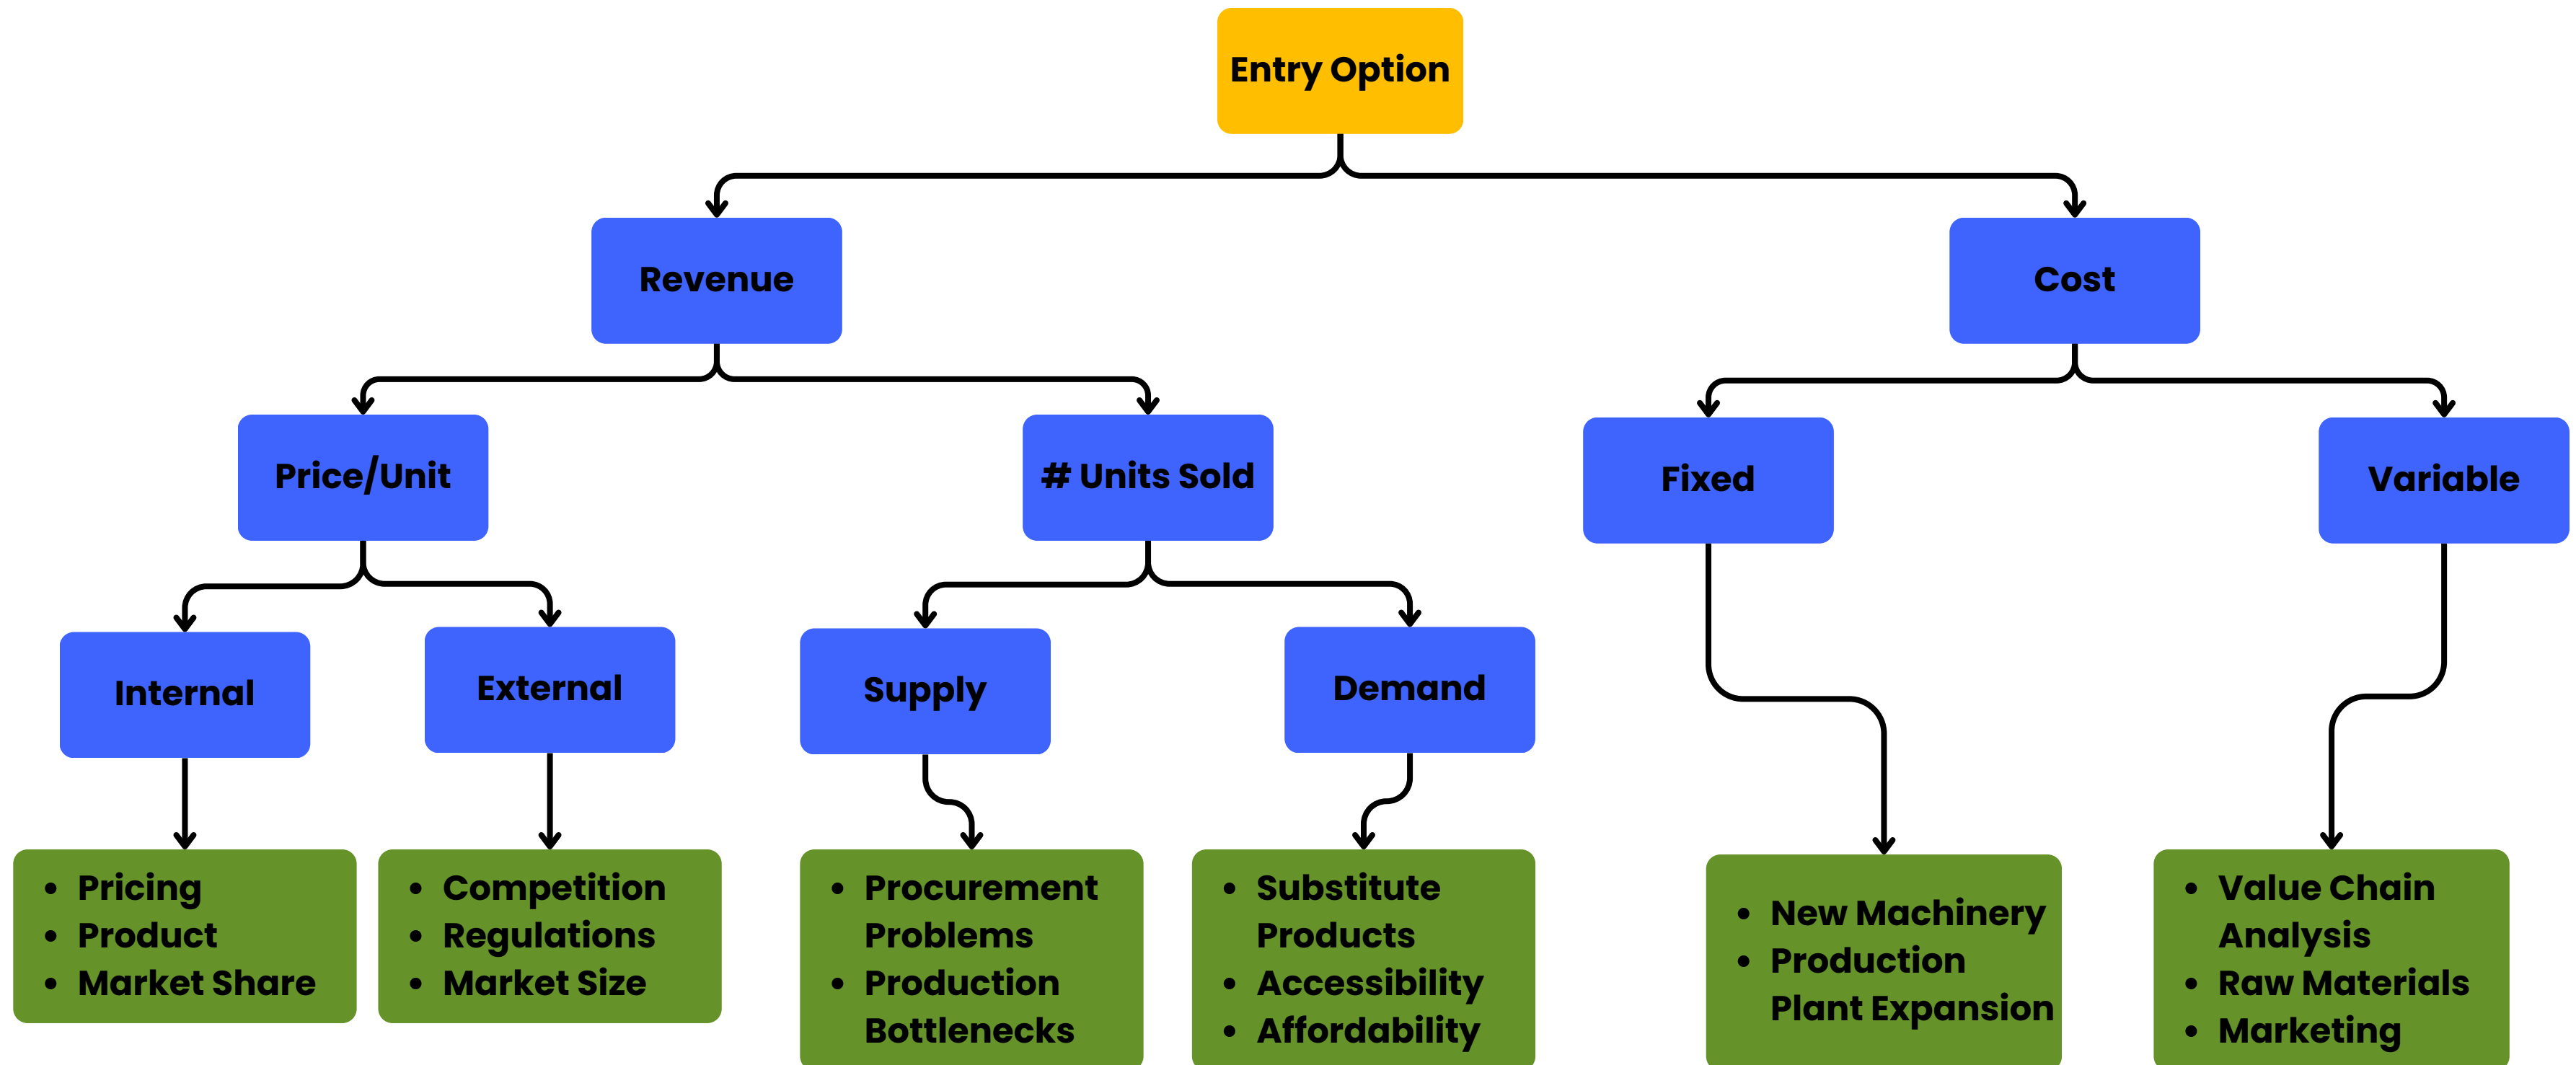 Entry Option
Revenue
Cost
Price/Unit
# Units Sold
Fixed
Variable
Internal
External
Supply
Demand
• Pricing
• Product
• Market Share
• Competition
• Regulations
• Market Size
• Procurement
Problems
• Production
Bottlenecks
• Substitute
Products
• Accessibility
• Affordability
• New Machinery
• Production
Plant Expansion
• Value Chain
Analysis
• Raw Materials
• Marketing